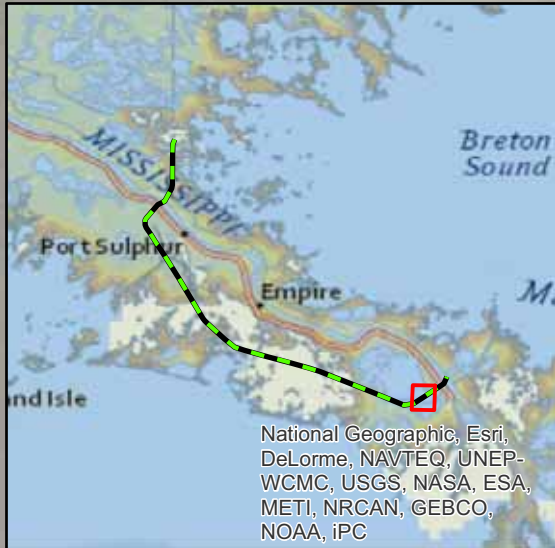 Breton
Sound
MISSISSIPPI
Port Sulphur
Empire
M
nd Isle
National Geographic, Esri,
DeLorme, NAVTEQ, UNEP-
WCMC, USGS, NASA, ESA,
METI, NRCAN, GEBCO,
NOAA, iPC